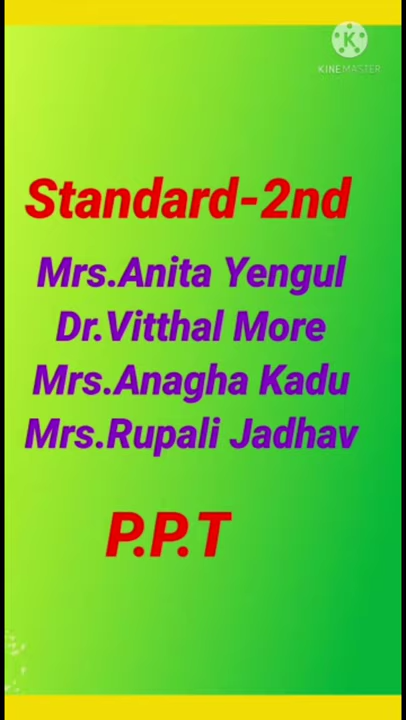 K
KINEMASTER
Standard-2nd
Mrs.Anita Yengul
Dr.Vitthal More
Mrs.Anagha Kadu
Mrs.Rupali Jadhav
P.P.T